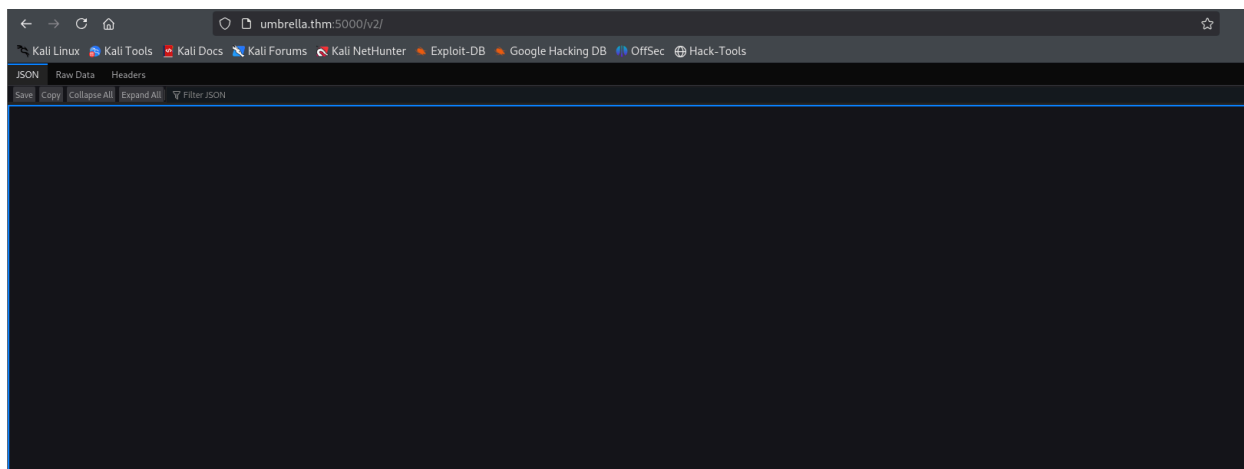 umbrella.thm:5000/v2/
Kali Linux Kali Tools Kali Docs Kali Forums Kali NetHunter Exploit-DB Google Hacking DB OffSec Hack-Tools
JSON Raw Data Headers
Save Copy Collapse All Expand All Filter JSON